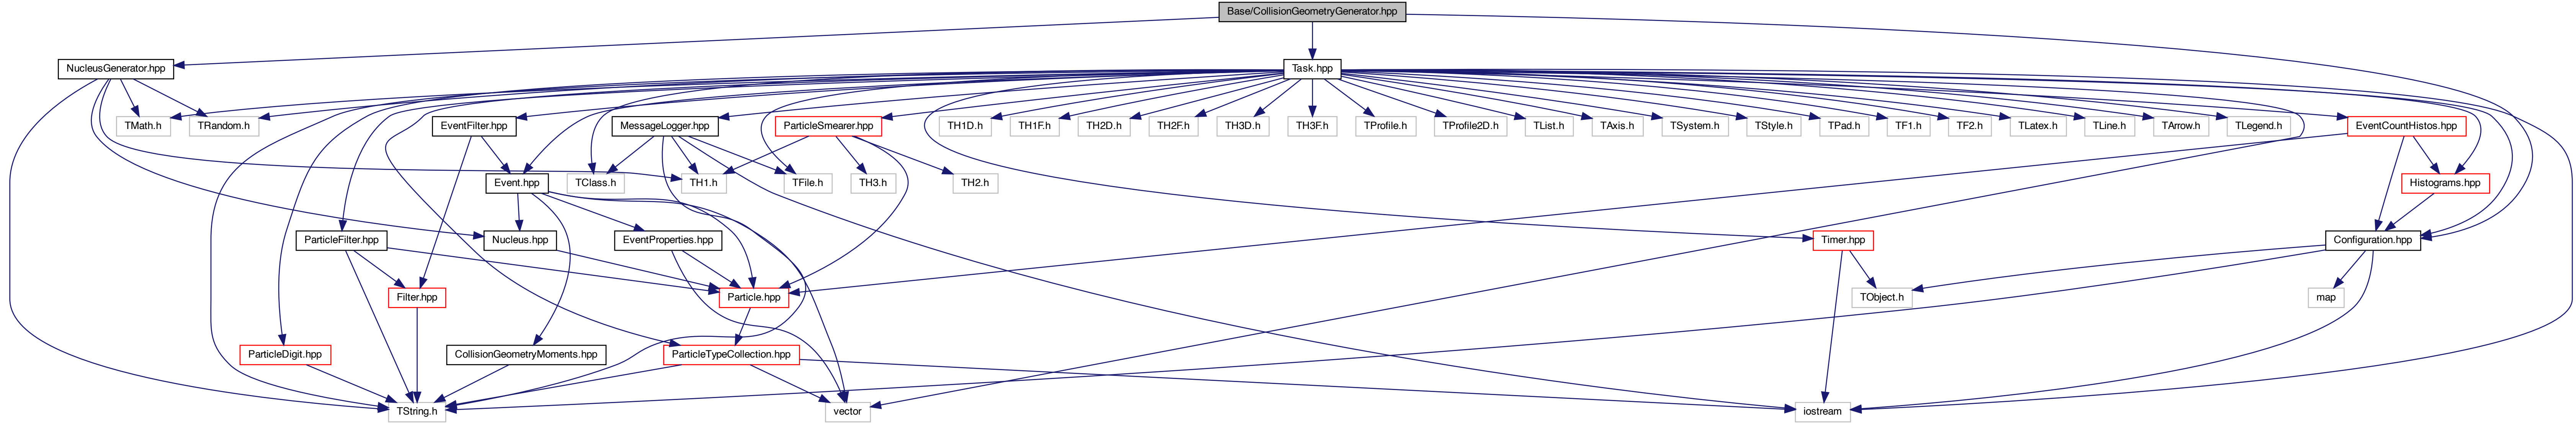 Base/CollisionGeometryGenerator.hpp
NucleusGenerator.hpp
Task.hpp
TMath.h
TRandom.h
EventFilter.hpp
MessageLogger.hpp
ParticleSmearer.hpp
TH1D.h
TH1F.h
TH2D.h
TH2F.h
TH3D.h
TH3F.h
TProfile.h
TProfile2D.h
TList.h
TAxis.h
TSystem.h
TStyle.h
TPad.h
TF1.h
TF2.h
TLatex.h
TLine.h
TArrow.h
TLegend.h
EventCountHistos.hpp
Event.hpp
TClass.h
TH1.h
TFile.h
TH3.h
TH2.h
Histograms.hpp
ParticleFilter.hpp
Nucleus.hpp
EventProperties.hpp
Timer.hpp
Configuration.hpp
Filter.hpp
Particle.hpp
TObject.h
map
ParticleDigit.hpp
CollisionGeometryMoments.hpp
ParticleTypeCollection.hpp
TString.h
vector
iostream